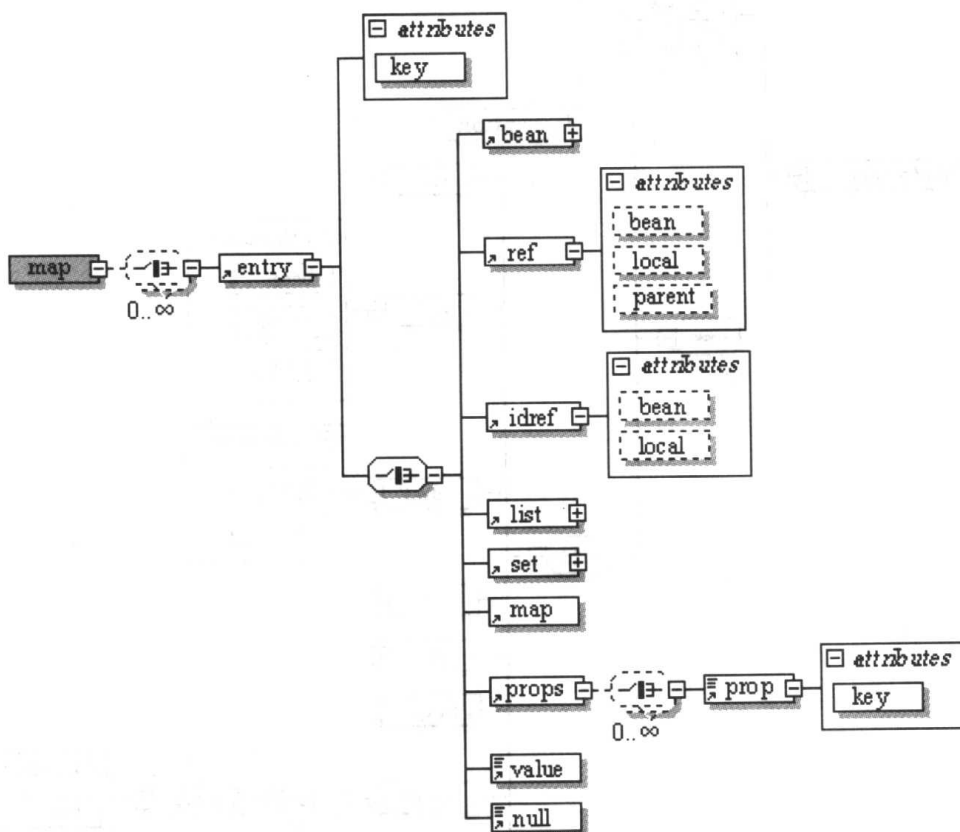 attributes
key
bean
attributes
bean
ref
local
map
entry
parent
0..∞
attributes
bean
idref
local
list
set
map
attributes
props
prop
key
0..∞
value
null